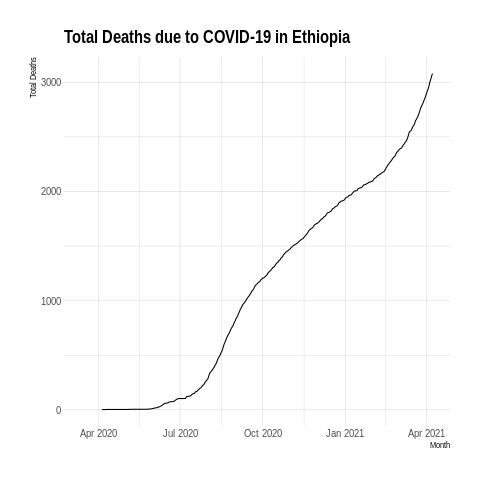 Total Deaths due to COVID-19 in Ethiopia
Total Deaths
3000
2000
1000
0
Apr 2020 Jul 2020 Oct 2020 Jan 2021 Apr 2021
Month